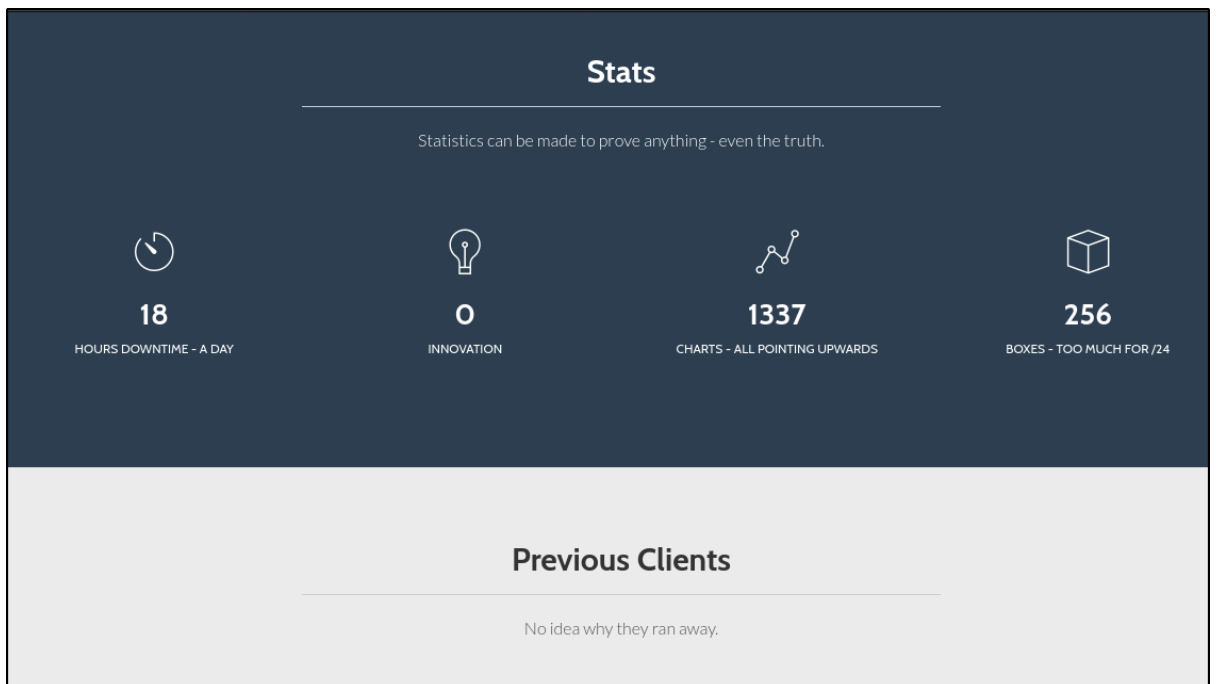 Stats
Statistics can be made to prove anything - even the truth.
18
HOURS DOWNTIME - A DAY
0
INNOVATION
1337
CHARTS - ALL POINTING UPWARDS
256
BOXES - TOO MUCH FOR /24
Previous Clients
No idea why they ran away.